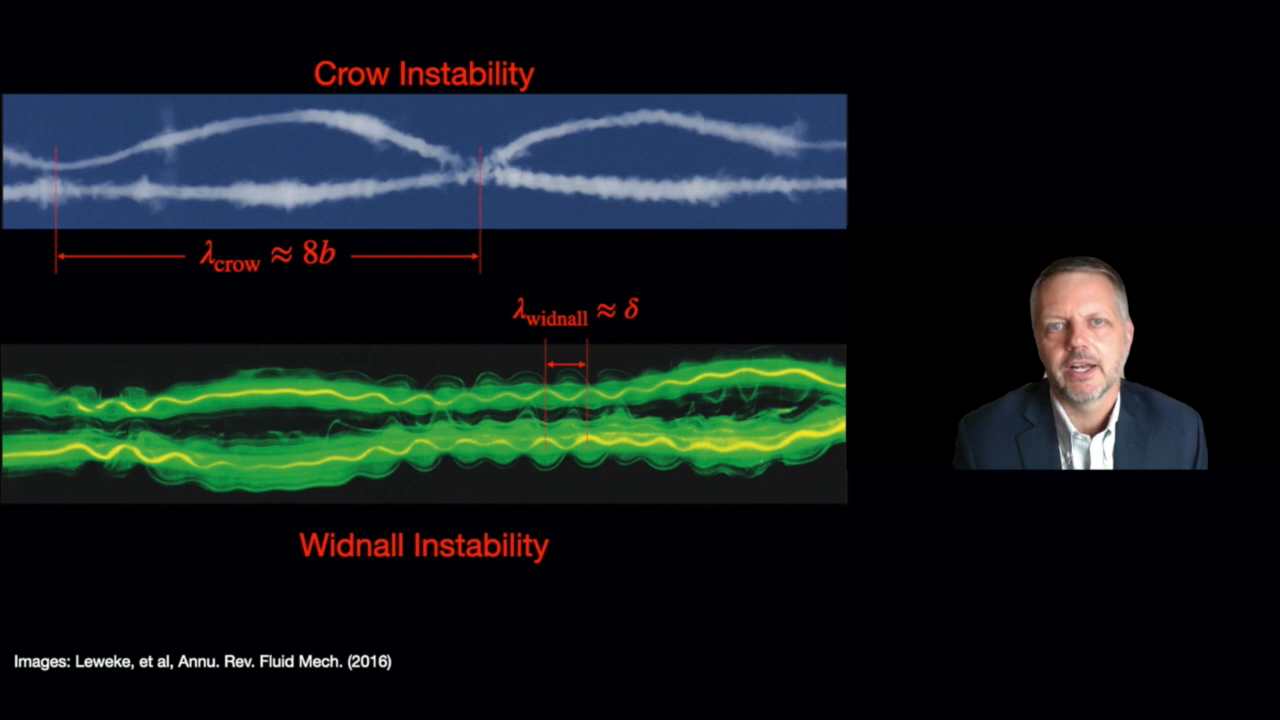 Crow Instability
λcrow ≈ 8b
λwidnall ≈ δ
Widnall Instability
Images: Leweke, et al, Annu. Rev. Fluid Mech. (2016)